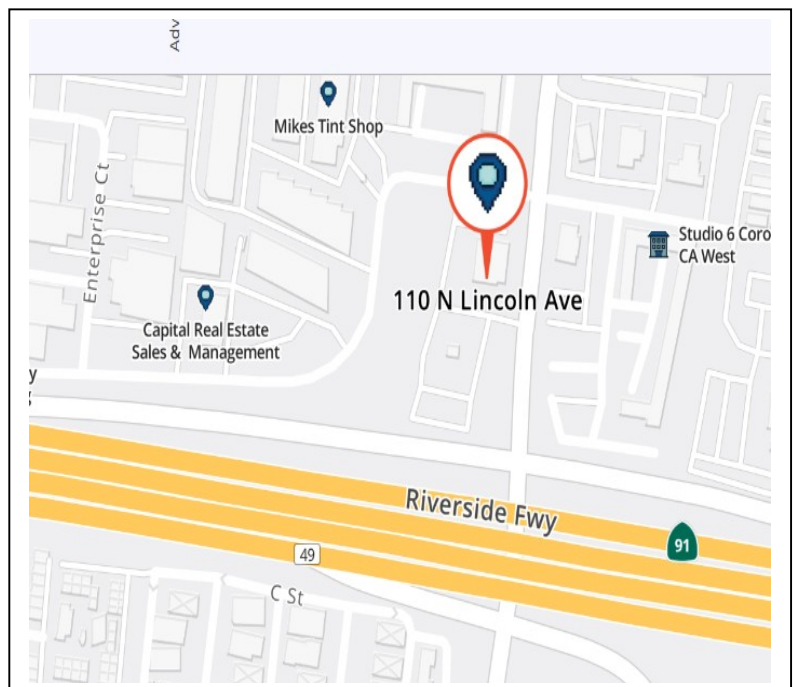 Adv
Mikes Tint Shop
Enterprise Ct
Studio 6 Coro
CA West
110 N Lincoln Ave
Capital Real Estate
Sales & Management
y
Riverside Fwy
91
49
C St